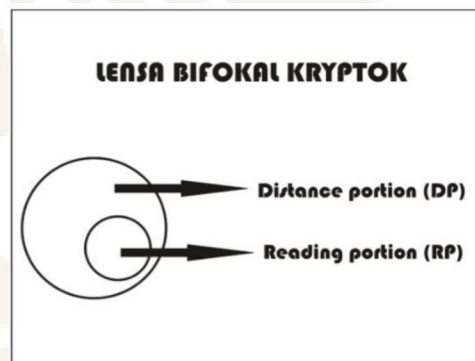 LENSA BIFOKAL KRYPTOK
Distance portion (DP)
Reading portion (RP)